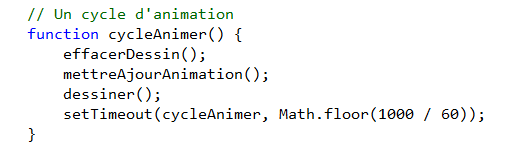 // Un cycle d'animation
function cycleAnimer() {
    effacerDessin();
    mettreAjourAnimation();
    dessiner();
    setTimeout(cycleAnimer, Math.floor(1000 / 60));
}